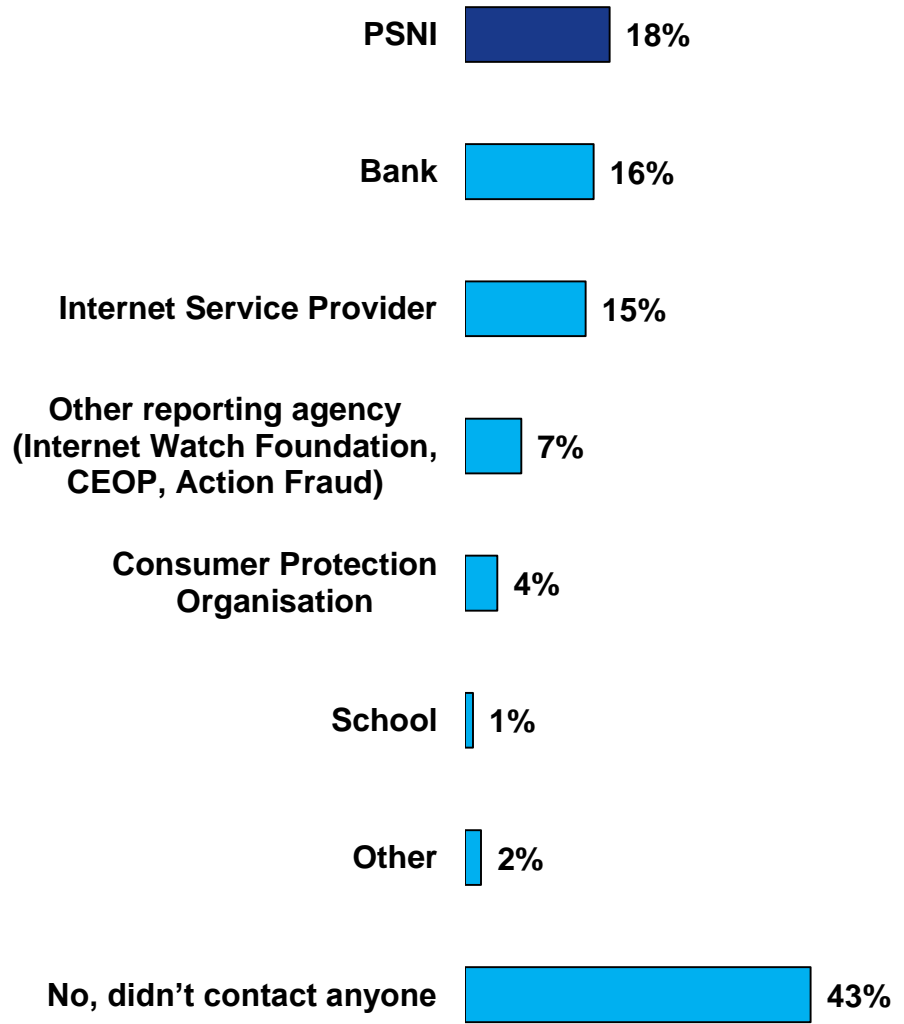 PSNI 18%
Bank 16%
Internet Service Provider 15%
Other reporting agency
(Internet Watch Foundation,
CEOP, Action Fraud)
7%
Consumer Protection
Organisation
4%
School 1%
Other 2%
No, didn’t contact anyone 43%